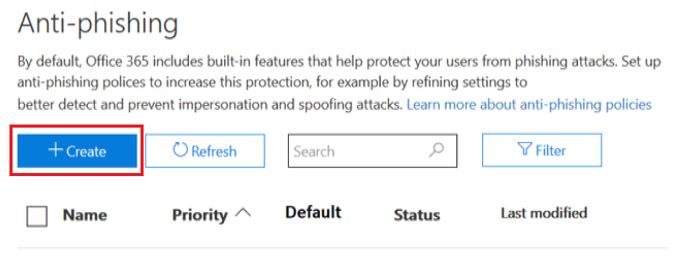 Anti-phishing
By default, Office 365 includes built-in features that help protect your users from phishing attacks. Set up
anti-phishing polices to increase this protection, for example by refining settings to
better detect and prevent impersonation and spoofing attacks. Learn more about anti-phishing policies
+ Create Refresh Search Filter
Name Priority Default Status Last modified